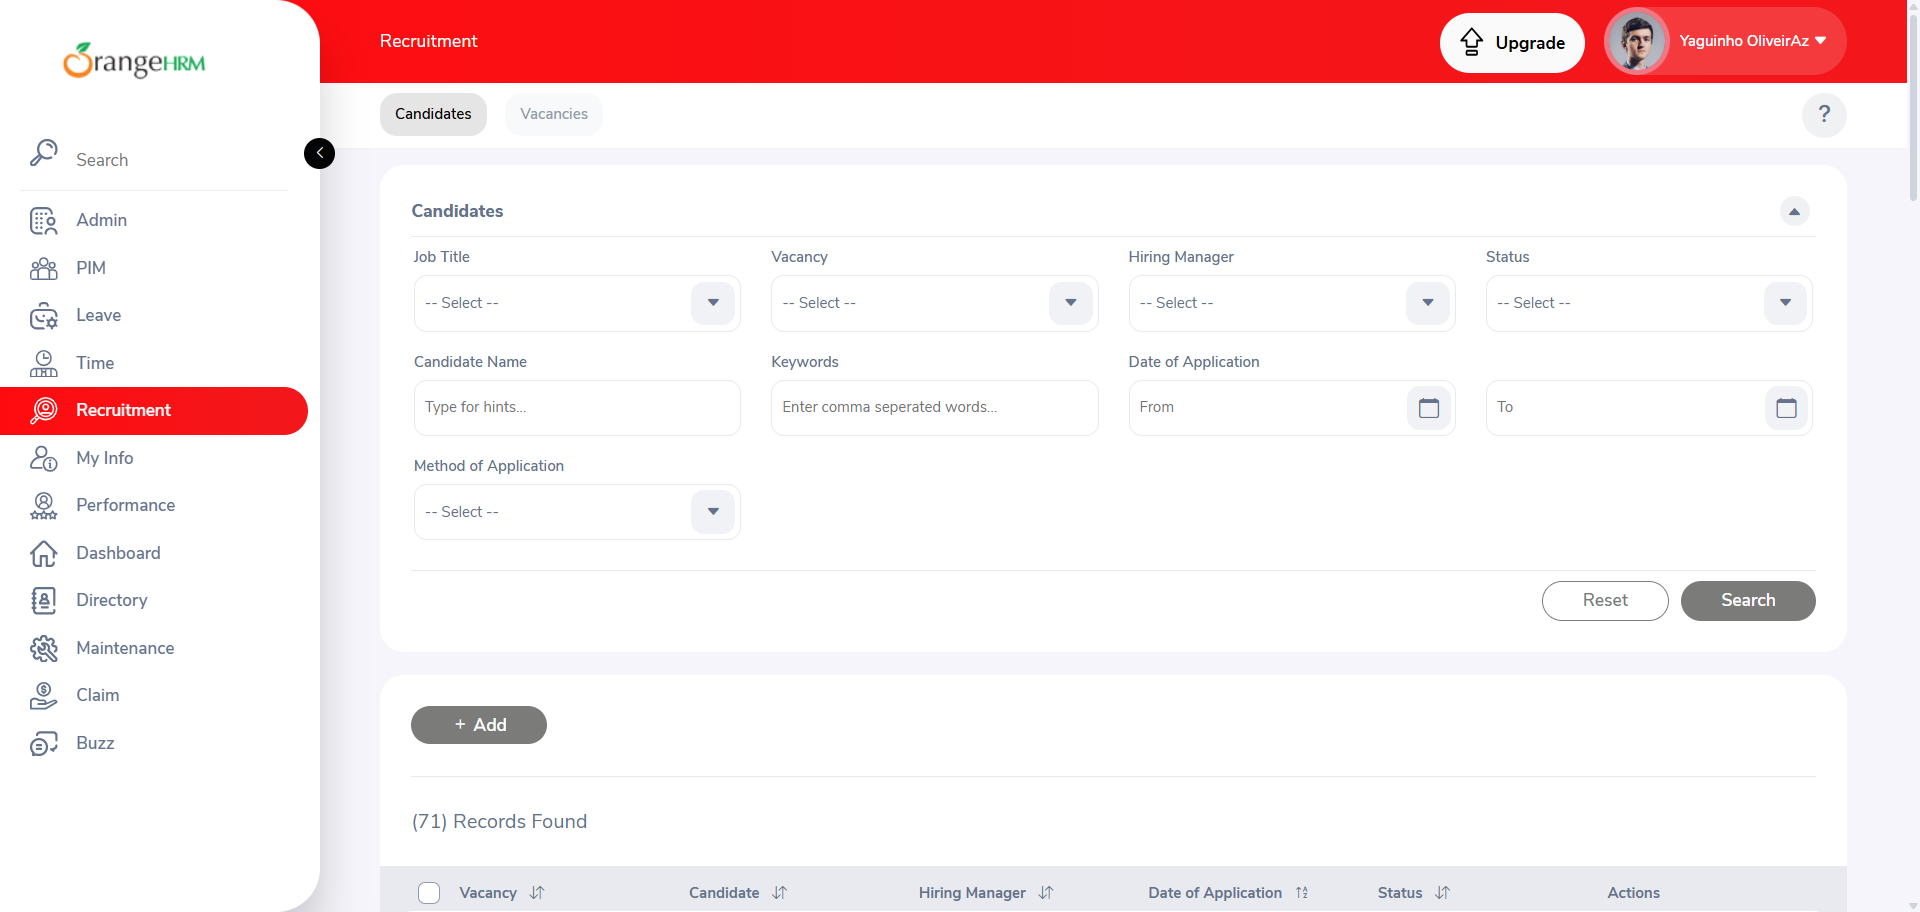 OrangeHRM
Recruitment
Upgrade
Yaguinho OliveirAz
Candidates
Vacancies
?
Search
Admin
PIM
Leave
Time
Recruitment
My Info
Performance
Dashboard
Directory
Maintenance
Claim
Buzz
Candidates
Job Title
Vacancy
Hiring Manager
Status
-- Select --
-- Select --
-- Select --
-- Select --
Candidate Name
Keywords
Date of Application
Type for hints...
Enter comma seperated words...
From
To
Method of Application
-- Select --
Reset
Search
+ Add
(71) Records Found
Vacancy
Candidate
Hiring Manager
Date of Application
Status
Actions